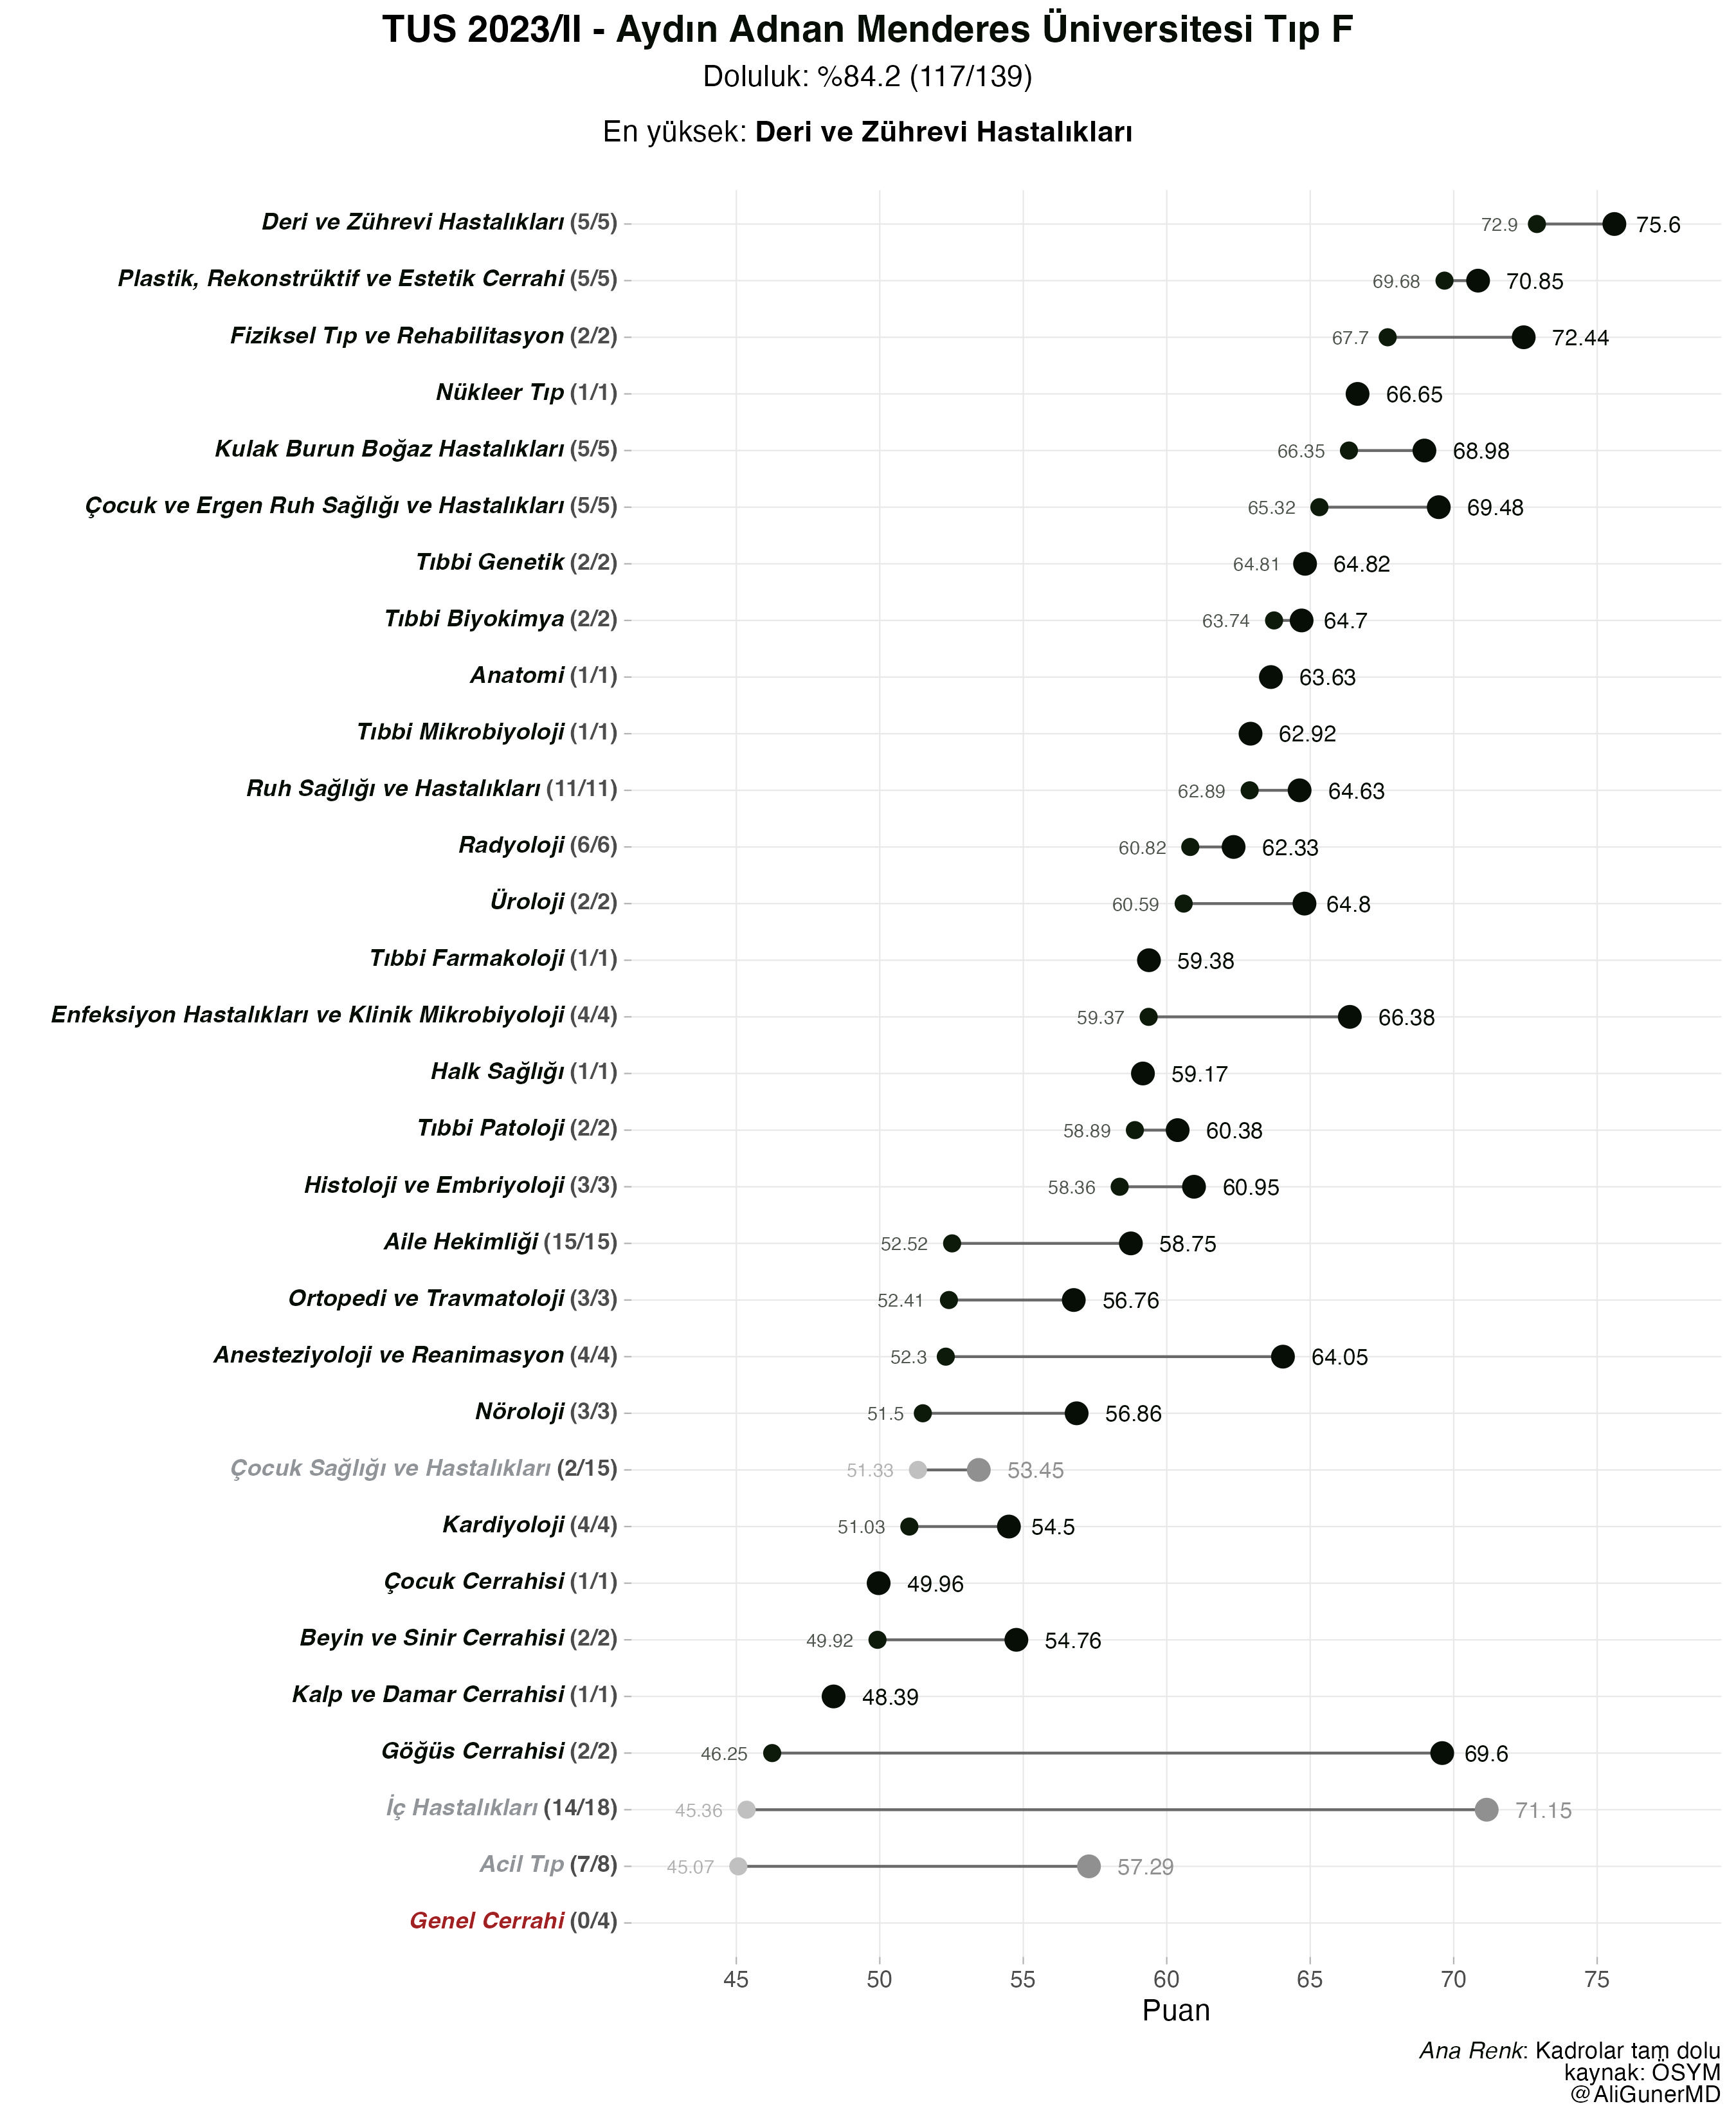 TUS 2023/II - Aydın Adnan Menderes Üniversitesi Tıp F
Doluluk: %84.2 (117/139)
En yüksek: Deri ve Zührevi Hastalıkları
Deri ve Zührevi Hastalıkları (5/5) 72.9 75.6
Plastik, Rekonstrüktif ve Estetik Cerrahi (5/5) 69.68 70.85
Fiziksel Tıp ve Rehabilitasyon (2/2) 67.7 72.44
Nükleer Tıp (1/1) 66.65
Kulak Burun Boğaz Hastalıkları (5/5) 66.35 68.98
Çocuk ve Ergen Ruh Sağlığı ve Hastalıkları (5/5) 65.32 69.48
Tıbbi Genetik (2/2) 64.81 64.82
Tıbbi Biyokimya (2/2) 63.74 64.7
Anatomi (1/1) 63.63
Tıbbi Mikrobiyoloji (1/1) 62.92
Ruh Sağlığı ve Hastalıkları (11/11) 62.89 64.63
Radyoloji (6/6) 60.82 62.33
Üroloji (2/2) 60.59 64.8
Tıbbi Farmakoloji (1/1) 59.38
Enfeksiyon Hastalıkları ve Klinik Mikrobiyoloji (4/4) 59.37 66.38
Halk Sağlığı (1/1) 59.17
Tıbbi Patoloji (2/2) 58.89 60.38
Histoloji ve Embriyoloji (3/3) 58.36 60.95
Aile Hekimliği (15/15) 52.52 58.75
Ortopedi ve Travmatoloji (3/3) 52.41 56.76
Anesteziyoloji ve Reanimasyon (4/4) 52.3 64.05
Nöroloji (3/3) 51.5 56.86
Çocuk Sağlığı ve Hastalıkları (2/15) 51.33 53.45
Kardiyoloji (4/4) 51.03 54.5
Çocuk Cerrahisi (1/1) 49.96
Beyin ve Sinir Cerrahisi (2/2) 49.92 54.76
Kalp ve Damar Cerrahisi (1/1) 48.39
Göğüs Cerrahisi (2/2) 46.25 69.6
İç Hastalıkları (14/18) 45.36 71.15
Acil Tıp (7/8) 45.07 57.29
Genel Cerrahi (0/4)
45 50 55 60 65 70 75
Puan
Ana Renk: Kadrolar tam dolu
kaynak: ÖSYM
@AliGunerMD